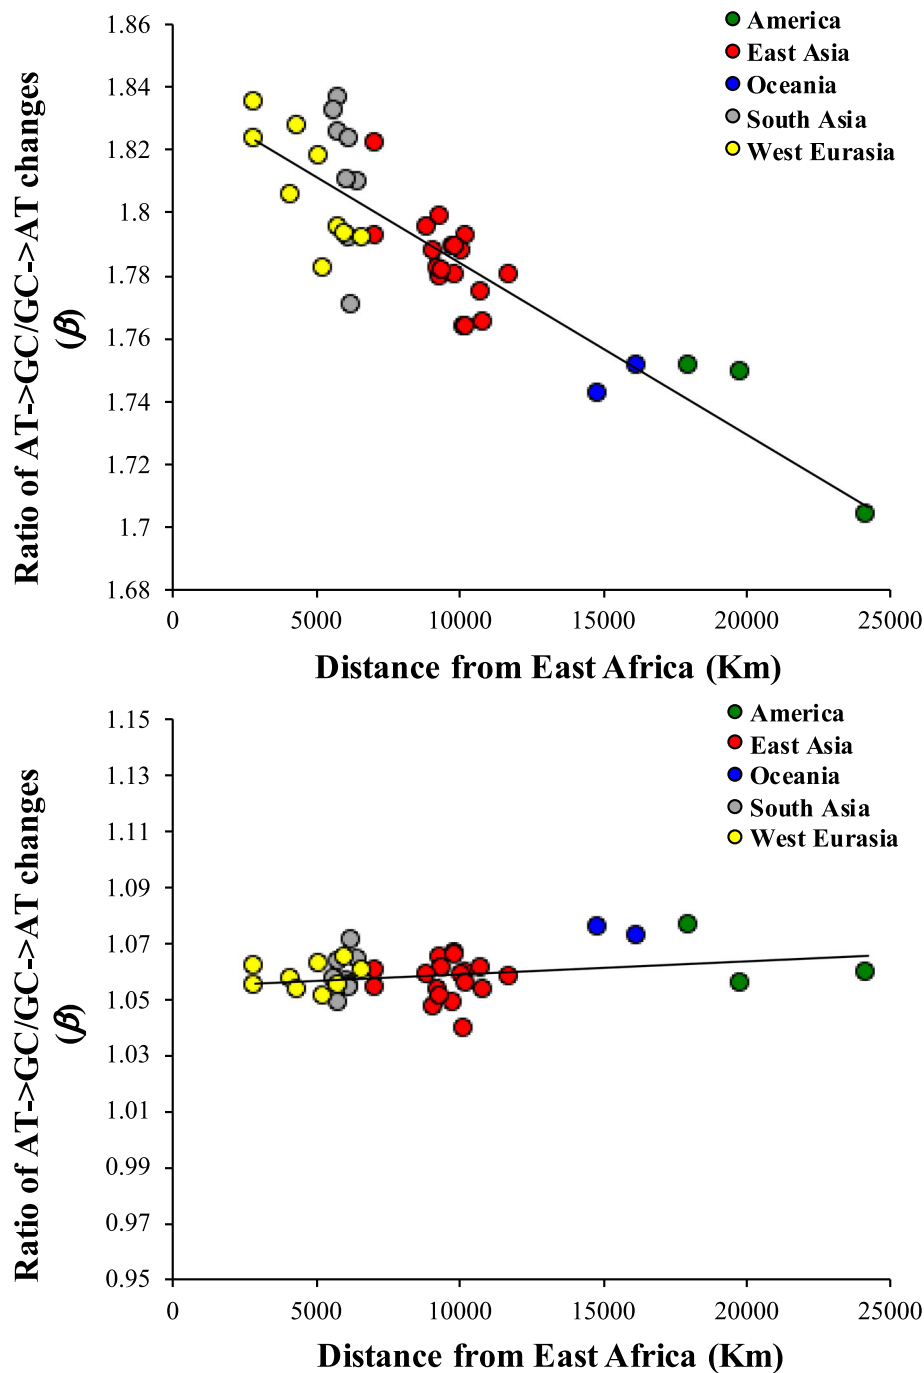 1.86
1.84
1.82
1.8
1.78
1.76
1.74
1.72
1.7
1.68
Ratio of AT->GC/GC->AT changes
(β)
America
East Asia
Oceania
South Asia
West Eurasia
0 5000 10000 15000 20000 25000
Distance from East Africa (Km)
1.15
1.13
1.11
1.09
1.07
1.05
1.03
1.01
0.99
0.97
0.95
Ratio of AT->GC/GC->AT changes
(β)
America
East Asia
Oceania
South Asia
West Eurasia
0 5000 10000 15000 20000 25000
Distance from East Africa (Km)